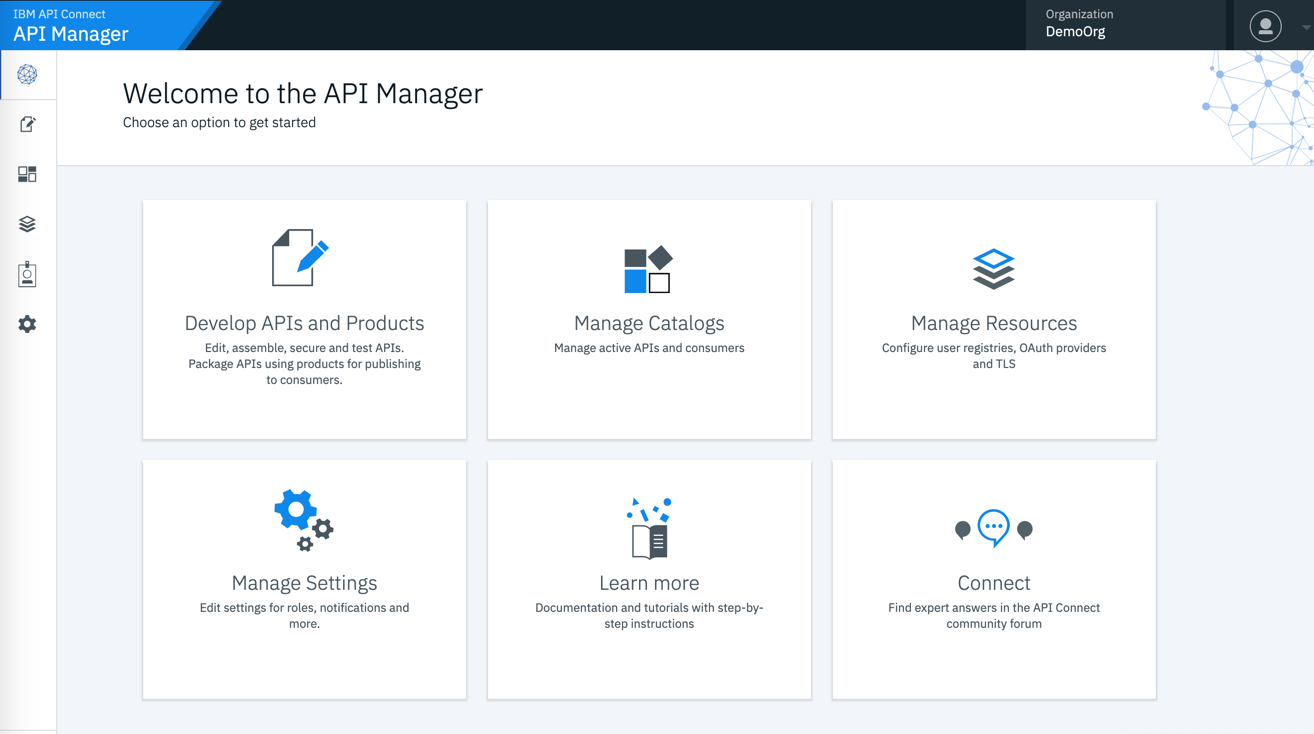 IBM API Connect
API Manager
Organization
DemoOrg
Welcome to the API Manager
Choose an option to get started
Develop APIs and Products
Edit, assemble, secure and test APIs.
Package APIs using products for publishing
to consumers.
Manage Catalogs
Manage active APIs and consumers
Manage Resources
Configure user registries, OAuth providers
and TLS
Manage Settings
Edit settings for roles, notifications and
more.
Learn more
Documentation and tutorials with step-by-
step instructions
Connect
Find expert answers in the API Connect
community forum